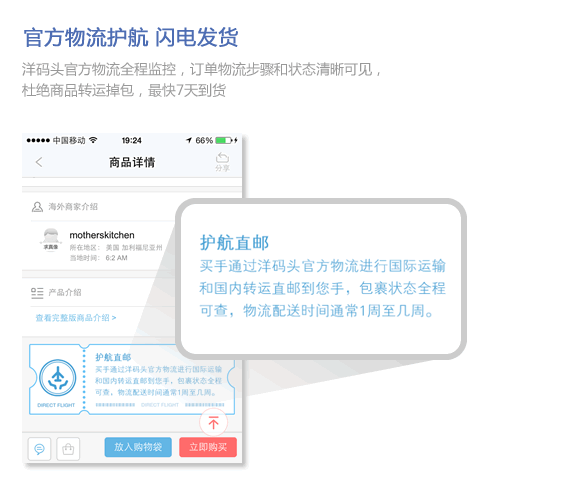 官方物流护航 闪电发货
洋码头官方物流全程监控，订单物流步骤和状态清晰可见，
杜绝商品转运掉包，最快7天到货
中国移动 19:24 66%
商品详情
分享
海外商家介绍
motherskitchen
所在地区： 美国 加利福尼亚州
当地时间： 6:2 AM
产品介绍
查看完整版商品介绍 >
护航直邮
买手通过洋码头官方物流进行国际运输
和国内转运直邮到您手，包裹状态全程
可查，物流配送时间通常1周至几周。
护航直邮
买手通过洋码头官方物流进行国际运输
和国内转运直邮到您手，包裹状态全程
可查，物流配送时间通常1周至几周。
DIRECT FLIGHT
DIRECT FLIGHT
放入购物袋
立即购买